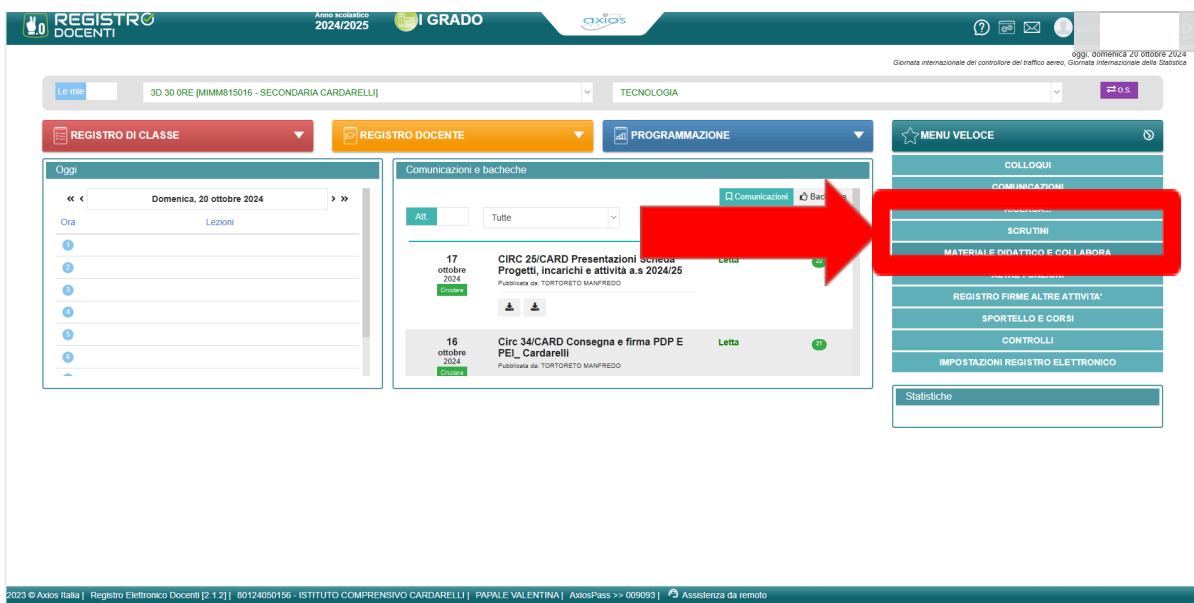 REGISTRO
DOCENTI
2.0
Anno scolastico
2024/2025
I GRADO
axios
oggi, domenica 20 ottobre 2024
Giornata internazionale del controllore del traffico aereo, Giornata Internazionale della Statistica
Le mie
3D 30 0RE [MIMM815016 - SECONDARIA CARDARELLI]
TECNOLOGIA
O.S.
REGISTRO DI CLASSE
REGISTRO DOCENTE
PROGRAMMAZIONE
MENU VELOCE
Oggi
« ‹ Domenica, 20 ottobre 2024 › »
Ora Lezioni
1
2
3
4
5
6
Comunicazioni e bacheche
Comunicazioni
Att. Tutte
17 ottobre 2024
Circolare
CIRC 25/CARD Presentazioni Scheda
Progetti, incarichi e attività a.s 2024/25
Pubblicata da: TORTORETO MANFREDO
Letta 22
16 ottobre 2024
Circolare
Circ 34/CARD Consegna e firma PDP E
PEI_ Cardarelli
Pubblicata da: TORTORETO MANFREDO
Letta 21
COLLOQUI
COMUNICAZIONI
RICERCA...
SCRUTINI
MATERIALE DIDATTICO E COLLABORA
ALTRE FUNZIONI
REGISTRO FIRME ALTRE ATTIVITA'
SPORTELLO E CORSI
CONTROLLI
IMPOSTAZIONI REGISTRO ELETTRONICO
Statistiche
2023 © Axios Italia | Registro Elettronico Docenti [2.1.2] | 80124050156 - ISTITUTO COMPRENSIVO CARDARELLI | PAPALE VALENTINA | AxiosPass >> 009093 | Assistenza da remoto